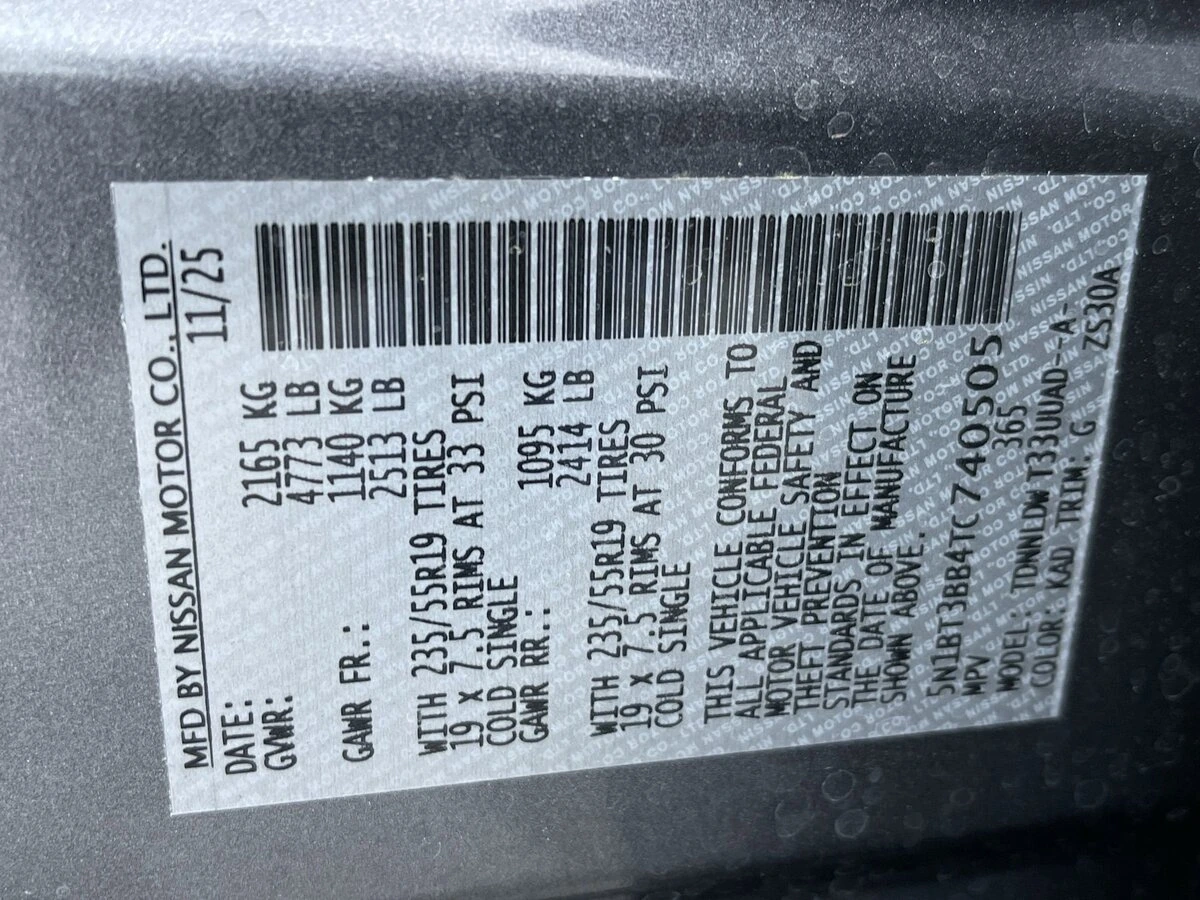 MFD BY NISSAN MOTOR CO., LTD.
DATE: 11/25
GVWR: 2165 KG
4773 LB
GAWR FR.: 1140 KG
2513 LB
WITH 235/55R19 TIRES
19 x 7.5 RIMS AT 33 PSI
COLD SINGLE
GAWR RR.: 1095 KG
2414 LB
WITH 235/55R19 TIRES
19 x 7.5 RIMS AT 30 PSI
COLD SINGLE
THIS VEHICLE CONFORMS TO
ALL APPLICABLE FEDERAL
MOTOR VEHICLE SAFETY AND
THEFT PREVENTION
STANDARDS IN EFFECT ON
THE DATE OF MANUFACTURE
SHOWN ABOVE.
5N1BT3BB4TC740505
MPV 365
MODEL: TDNNLDWT33UUAD--A-
COLOR: KAD TRIM G ZS30A